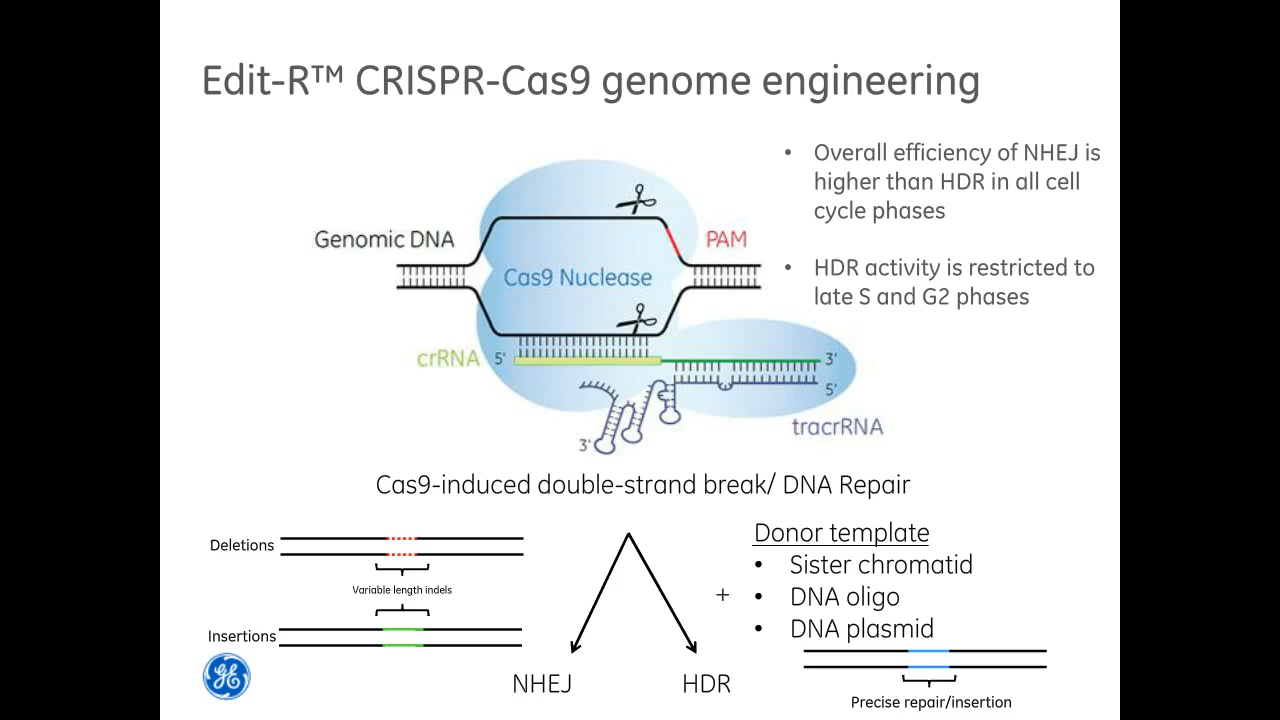 Edit-R™ CRISPR-Cas9 genome engineering
• Overall efficiency of NHEJ is
higher than HDR in all cell
cycle phases
• HDR activity is restricted to
late S and G2 phases
Genomic DNA
PAM
Cas9 Nuclease
crRNA 5'
3'
5'
tracrRNA
3'
Cas9-induced double-strand break/ DNA Repair
Deletions
Variable length indels
Insertions
NHEJ
HDR
+
Donor template
• Sister chromatid
• DNA oligo
• DNA plasmid
Precise repair/insertion
GE